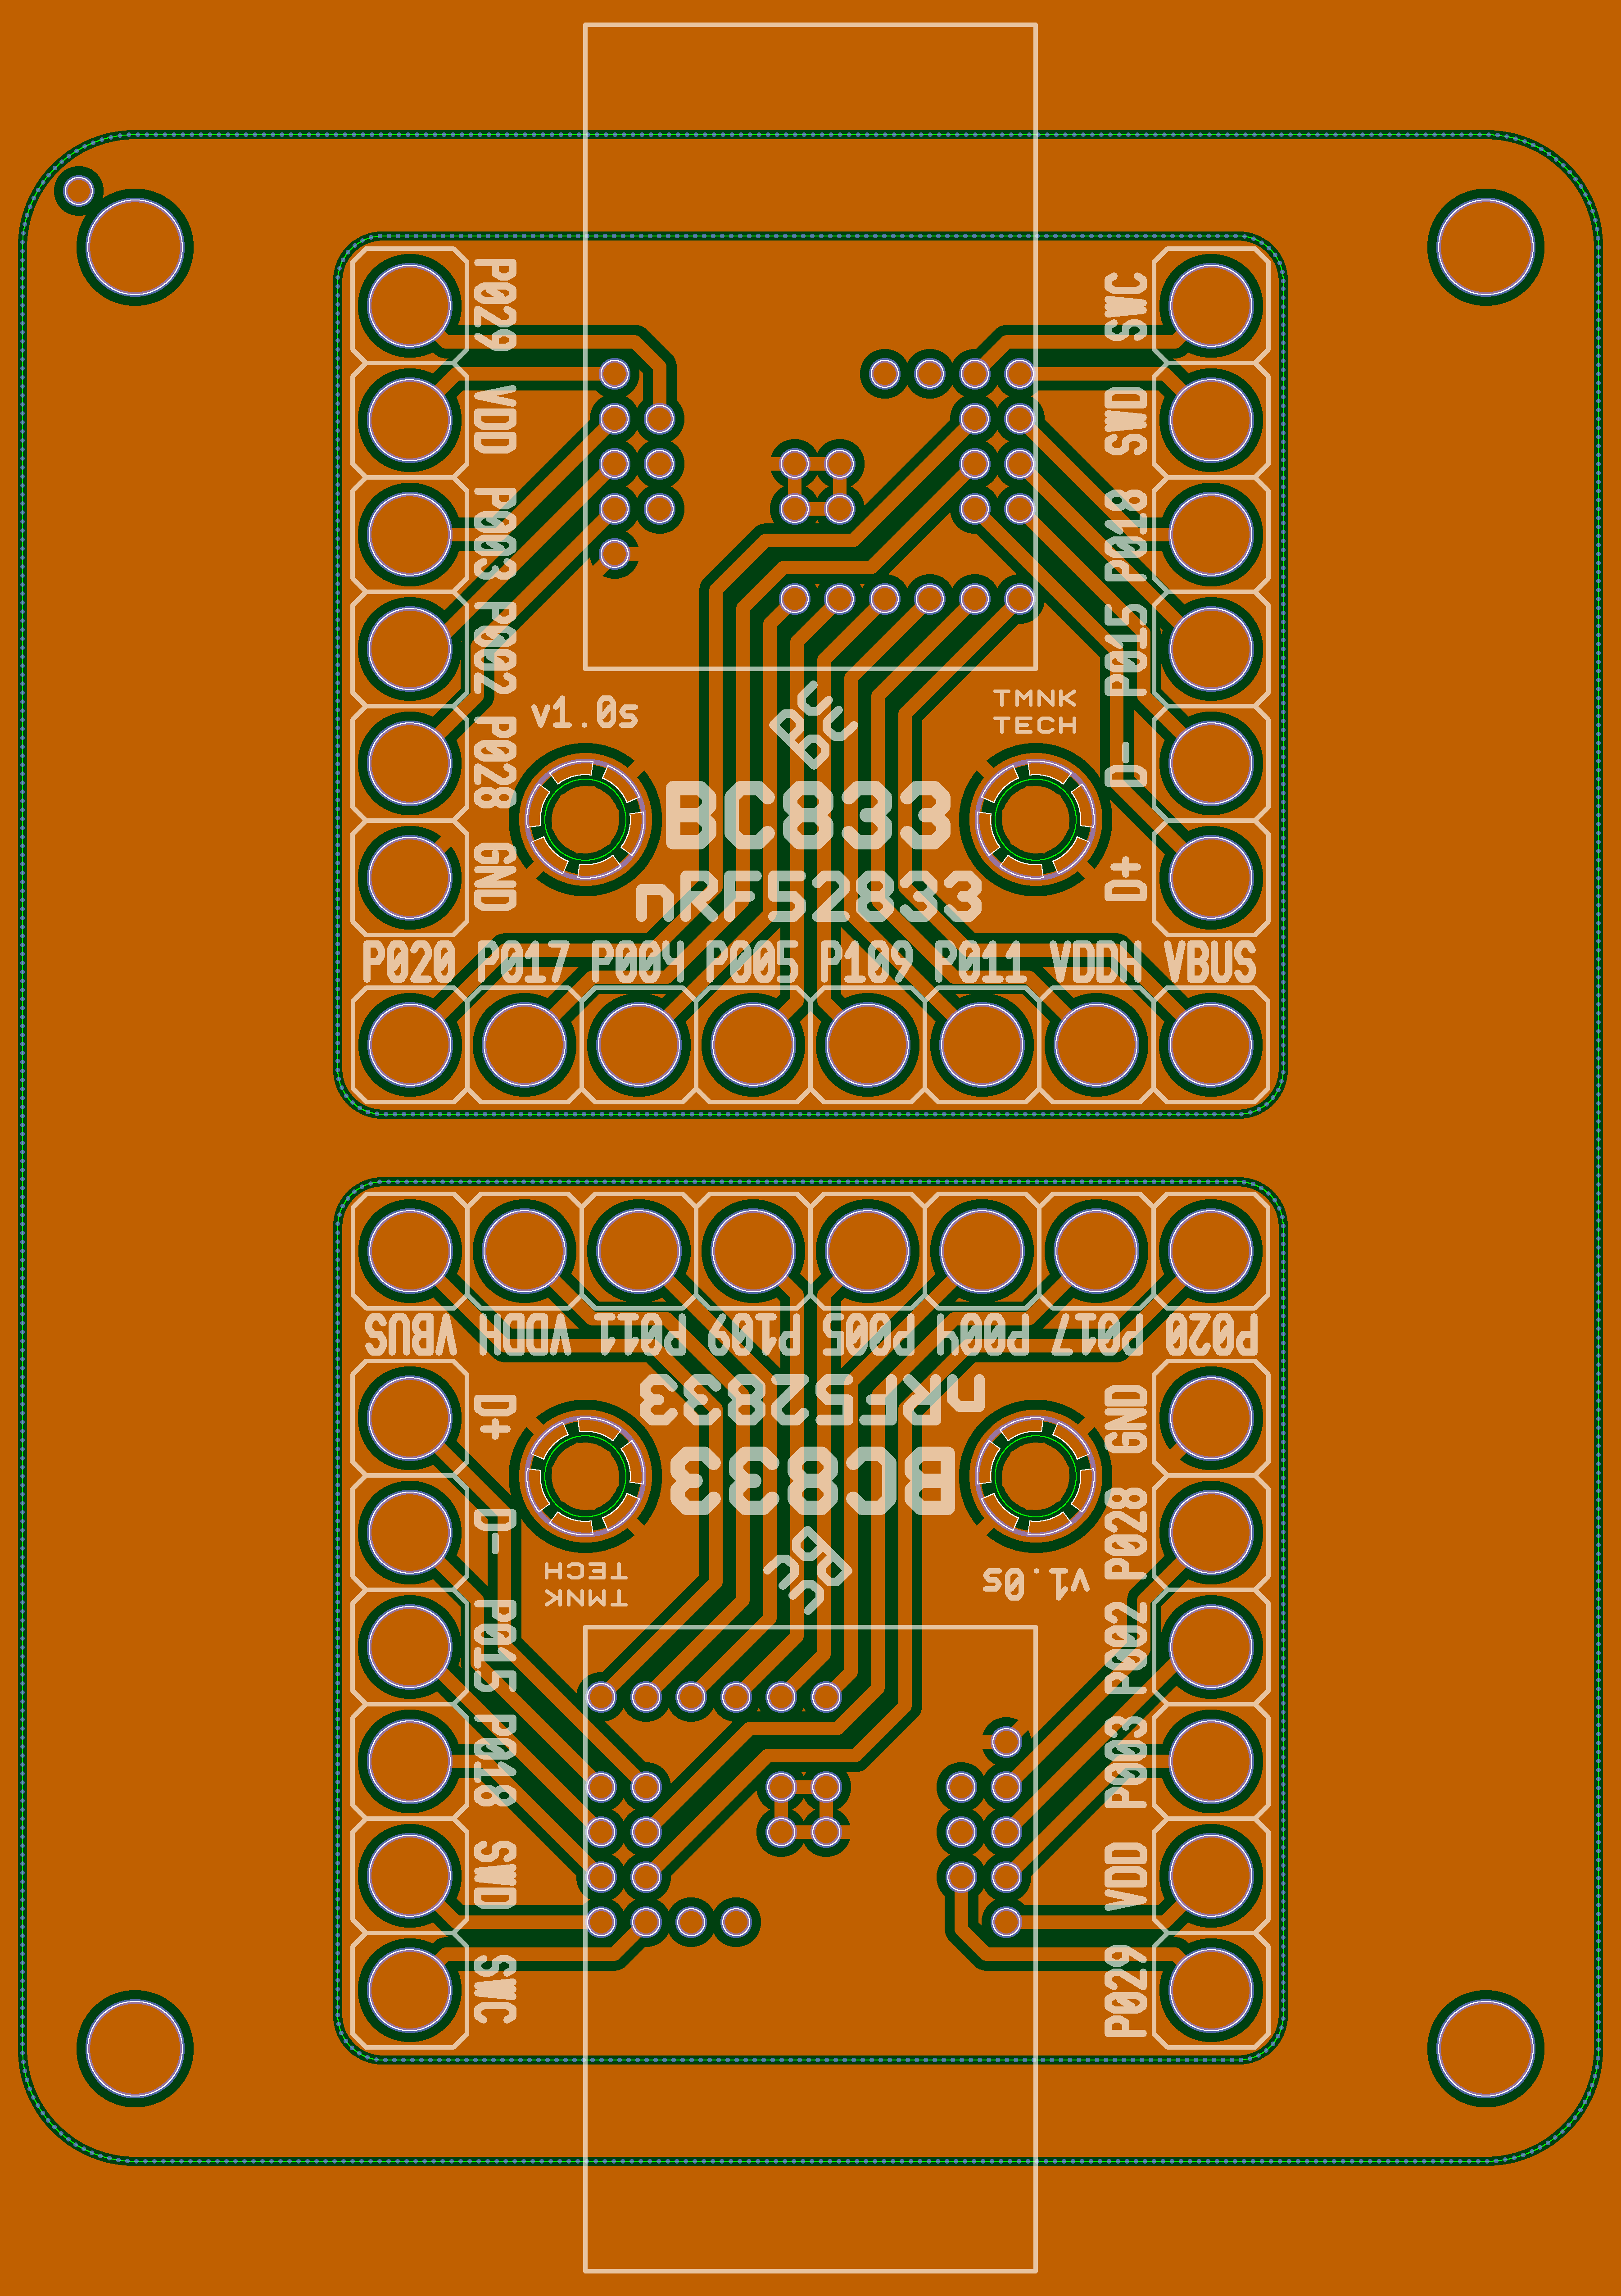 P029
VDD
P003
P002
P028
GND
SWC
SWD
P018
P015
D-
D+
v1.0s
TMNK
TECH
BC
BC833
nRF52833
P020 P017 P004 P005 P109 P011 VDDH VBUS
VBUS VDDH P011 P109 P005 P004 P017 P020
nRF52833
BC833
BC
TMNK
TECH
v1.0s
D+
D-
P015
P018
SWD
SWC
GND
P028
P002
P003
VDD
P029